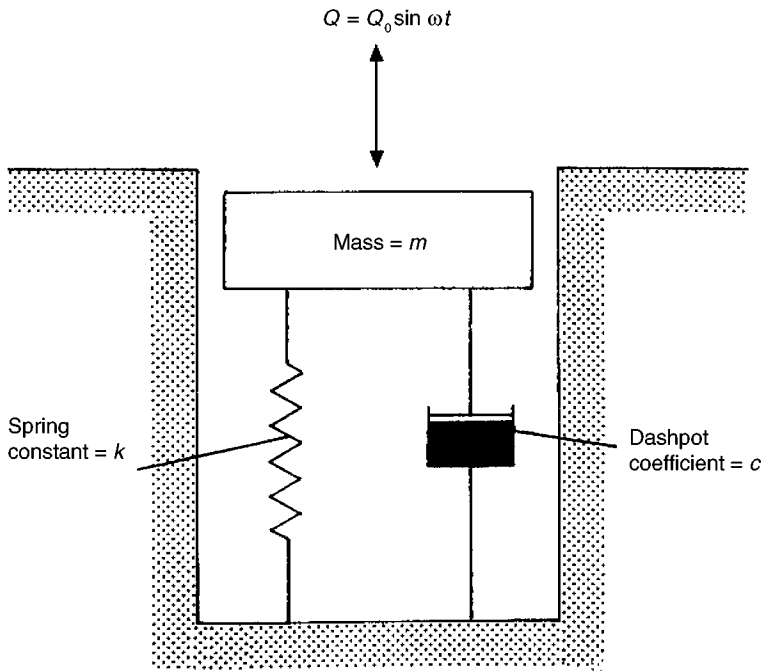 Q = Q₀ sin ωt
Mass = m
Spring
constant = k
Dashpot
coefficient = c